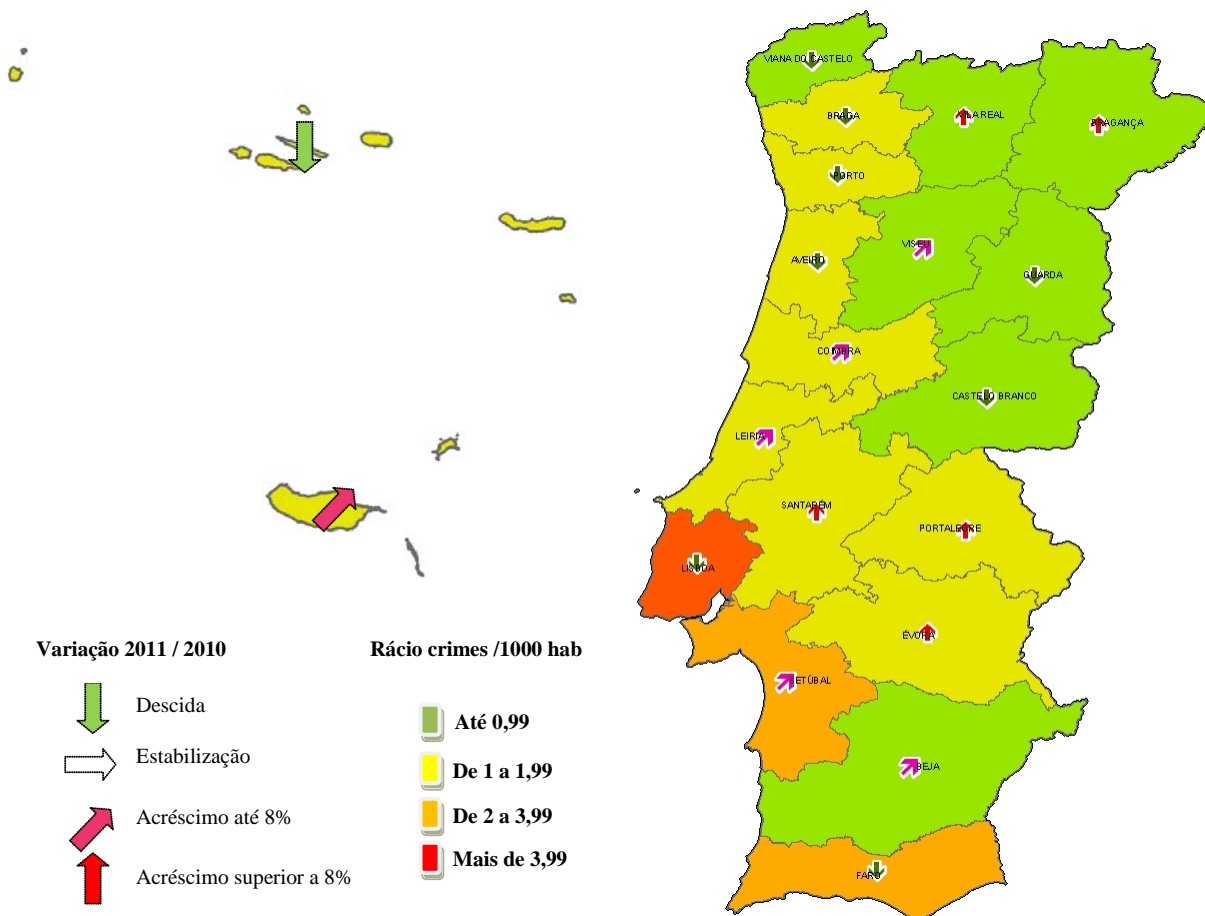 VIANA DO CASTELO
BRAGA
VILA REAL
BRAGANÇA
PORTO
VISEU
AVEIRO
GUARDA
COIMBRA
CASTELO BRANCO
LEIRIA
SANTARÉM
PORTALEGRE
LISBOA
ÉVORA
SETÚBAL
BEJA
FARO
Variação 2011 / 2010
Descida
Estabilização
Acréscimo até 8%
Acréscimo superior a 8%
Rácio crimes /1000 hab
Até 0,99
De 1 a 1,99
De 2 a 3,99
Mais de 3,99